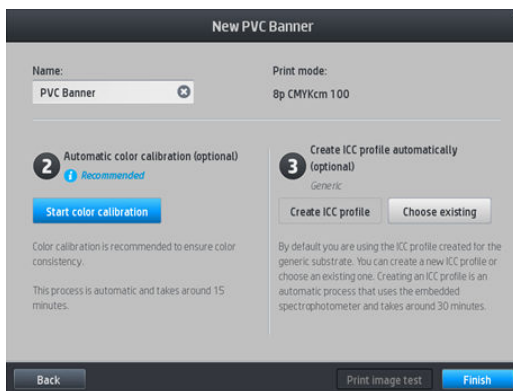 New PVC Banner
Name:
PVC Banner
Print mode:
8p CMYKcm 100
2
Automatic color calibration (optional)
i Recommended
Start color calibration
Color calibration is recommended to ensure color
consistency.
This process is automatic and takes around 15
minutes.
3
Create ICC profile automatically
(optional)
Generic
Create ICC profile
Choose existing
By default you are using the ICC profile created for the
generic substrate. You can create a new ICC profile or
choose an existing one. Creating an ICC profile is an
automatic process that uses the embedded
spectrophotometer and takes around 30 minutes.
Back
Print image test
Finish